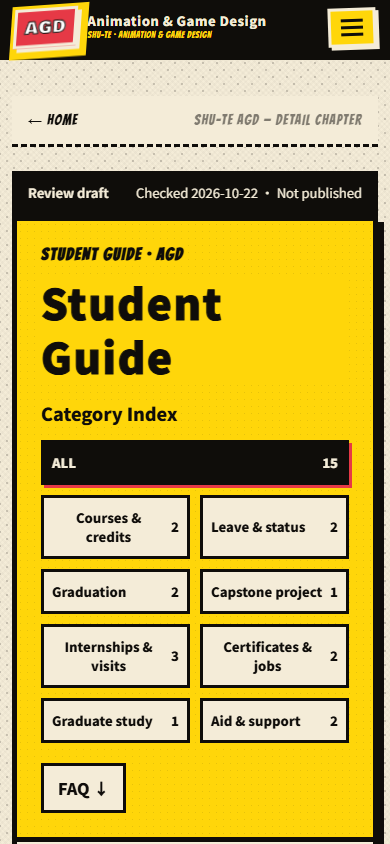 AGD
Animation & Game Design
SHU-TE • ANIMATION & GAME DESIGN
← HOME
SHU-TE AGD — DETAIL CHAPTER
Review draft
Checked 2026-10-22 • Not published
STUDENT GUIDE • AGD
Student
Guide
Category Index
ALL 15
Courses &
credits 2
Leave & status 2
Graduation 2
Capstone project 1
Internships &
visits 3
Certificates &
jobs 2
Graduate study 1
Aid & support 2
FAQ ↓